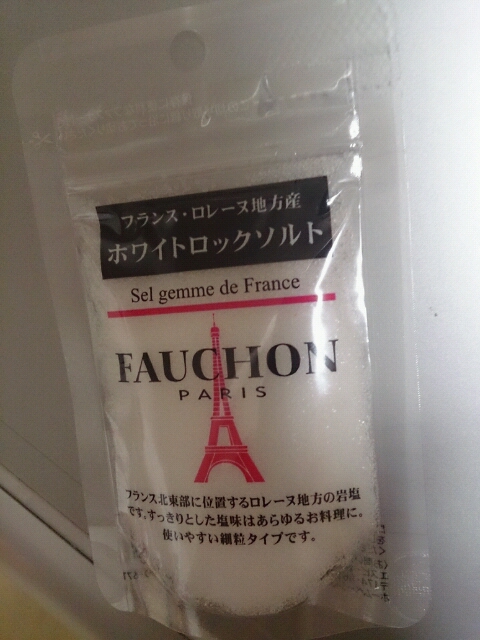 フランス・ロレーヌ地方産
ホワイトロックソルト
Sel gemme de France
FAUCHON
PARIS
フランス北東部に位置するロレーヌ地方の岩塩
です。すっきりとした塩味はあらゆるお料理に。
使いやすい細粒タイプです。